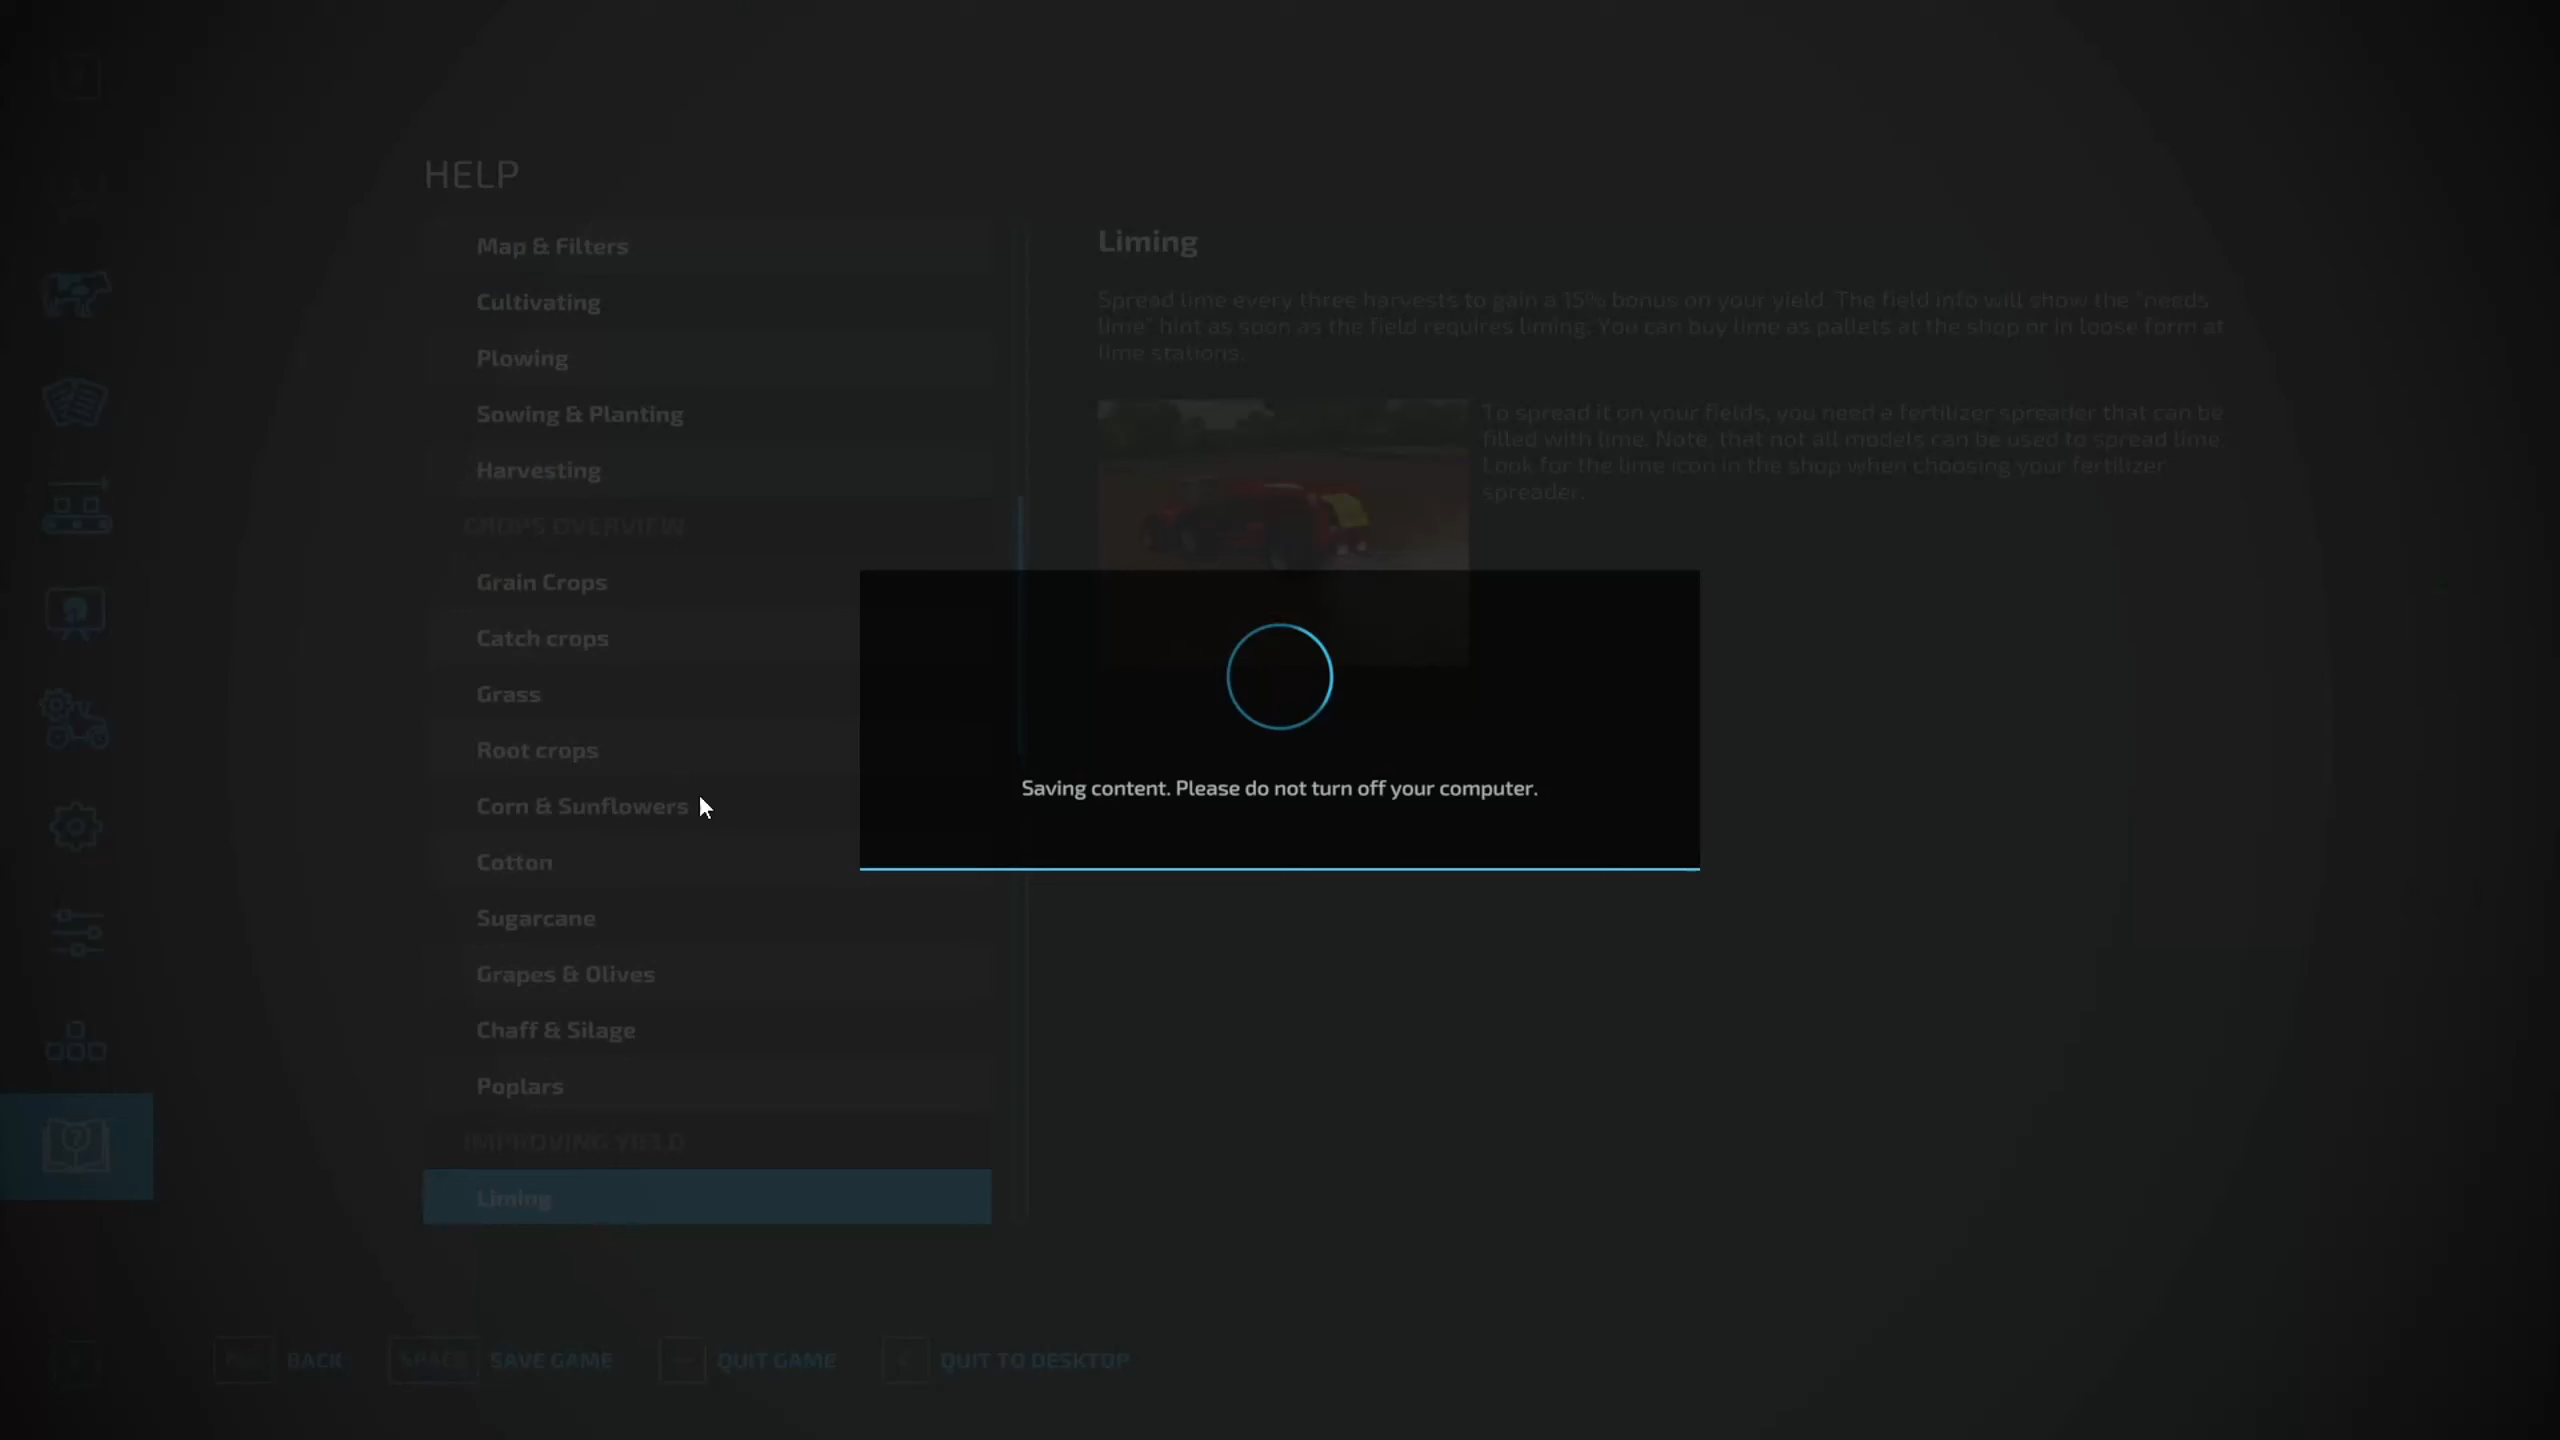 HELP
Map & Filters
Cultivating
Plowing
Sowing & Planting
Harvesting
CROPS OVERVIEW
Grain Crops
Catch crops
Grass
Root crops
Corn & Sunflowers
Cotton
Sugarcane
Grapes & Olives
Chaff & Silage
Poplars
IMPROVING YIELD
Liming
Liming
Spread lime every three harvests to gain a 15% bonus on your yield. The field info will show the "needs
lime" hint as soon as the field requires liming. You can buy lime as pallets at the shop or in loose form at
lime stations.
To spread it on your fields, you need a fertilizer spreader that can be
filled with lime. Note, that not all models can be used to spread lime.
Look for the lime icon in the shop when choosing your fertilizer
spreader.
Saving content. Please do not turn off your computer.
BACK
SPACE SAVE GAME
QUIT GAME
QUIT TO DESKTOP